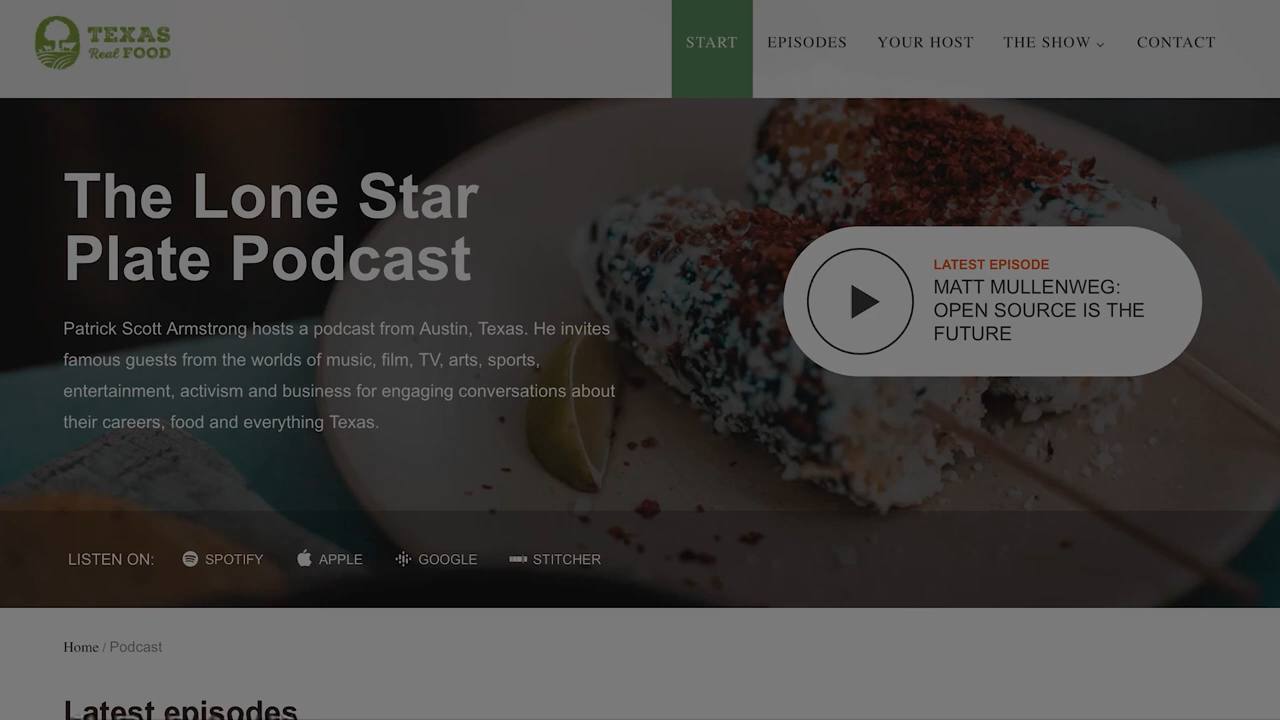 TEXAS
Real FOOD
START EPISODES YOUR HOST THE SHOW CONTACT
The Lone Star
Plate Podcast
Patrick Scott Armstrong hosts a podcast from Austin, Texas. He invites
famous guests from the worlds of music, film, TV, arts, sports,
entertainment, activism and business for engaging conversations about
their careers, food and everything Texas.
LATEST EPISODE
MATT MULLENWEG:
OPEN SOURCE IS THE
FUTURE
LISTEN ON: SPOTIFY APPLE GOOGLE STITCHER
Home / Podcast
Latest episodes